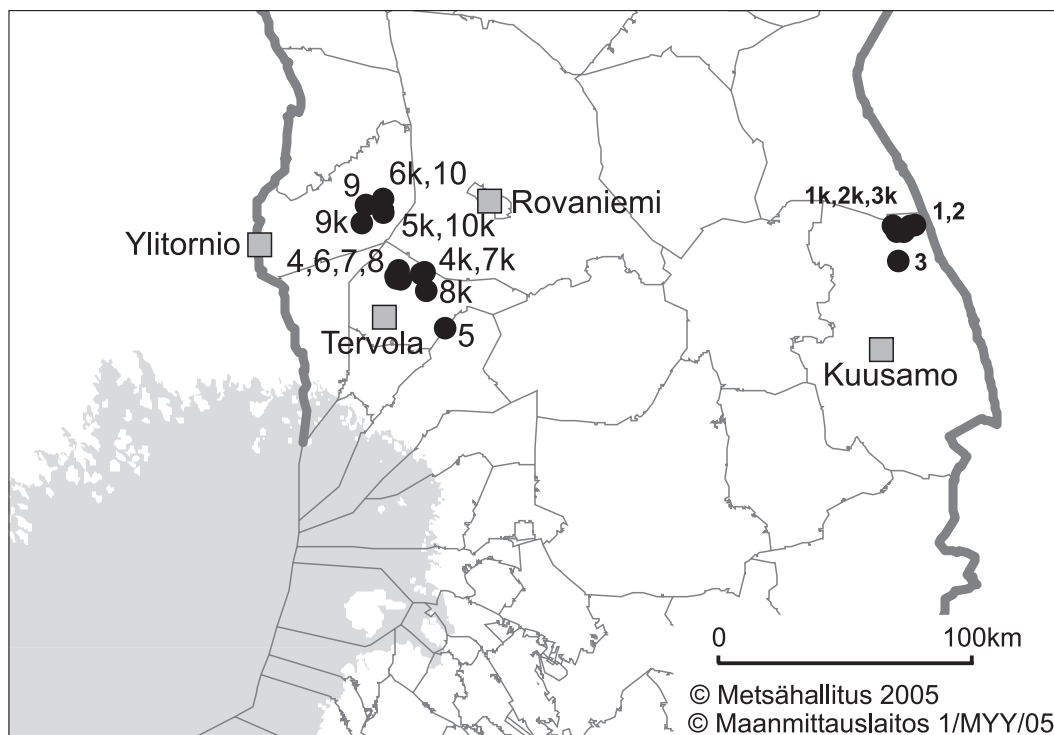 6k,10
9
1k,2k,3k
Rovaniemi
1,2
9k
5k,10k
Ylitornio
4,6,7,8
4k,7k
3
8k
Tervola
5
Kuusamo
0
100km
© Metsähallitus 2005
© Maanmittauslaitos 1/MYY/05